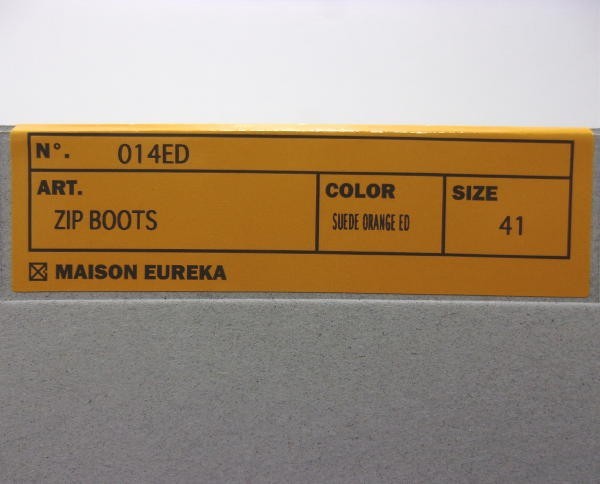 N°. 014ED
ART.
ZIP BOOTS
COLOR
SUEDE ORANGE ED
SIZE
41
MAISON EUREKA